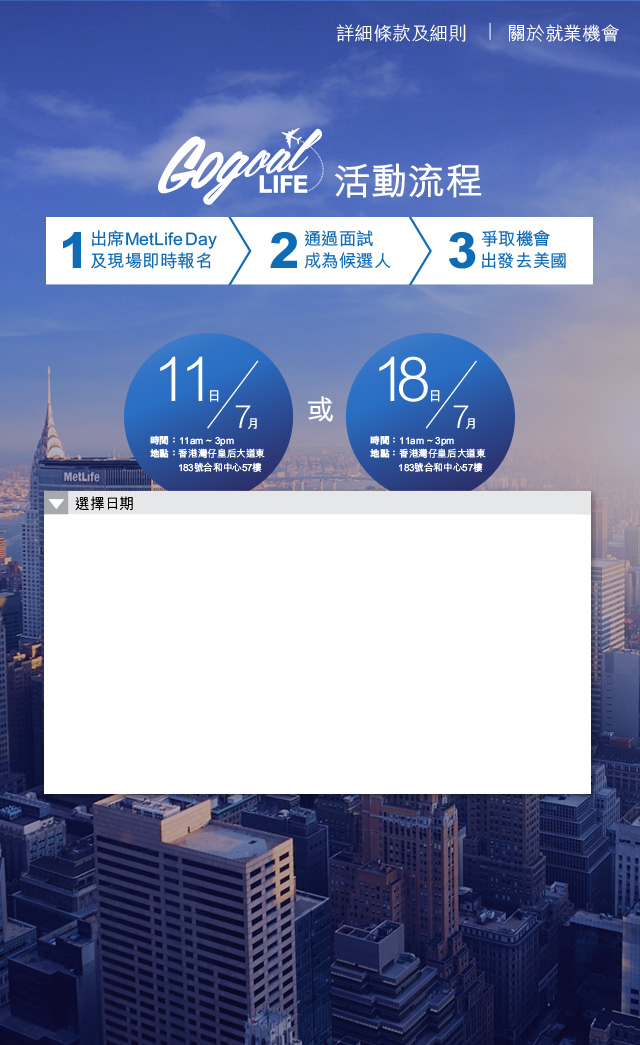 詳細條款及細則 | 關於就業機會
Gogoal LIFE 活動流程
1 出席MetLife Day
及現場即時報名
2 通過面試
成為候選人
3 爭取機會
出發去美國
11日/7月
時間：11am ~ 3pm
地點：香港灣仔皇后大道東
183號合和中心57樓
或
18日/7月
時間：11am ~ 3pm
地點：香港灣仔皇后大道東
183號合和中心57樓
MetLife
選擇日期